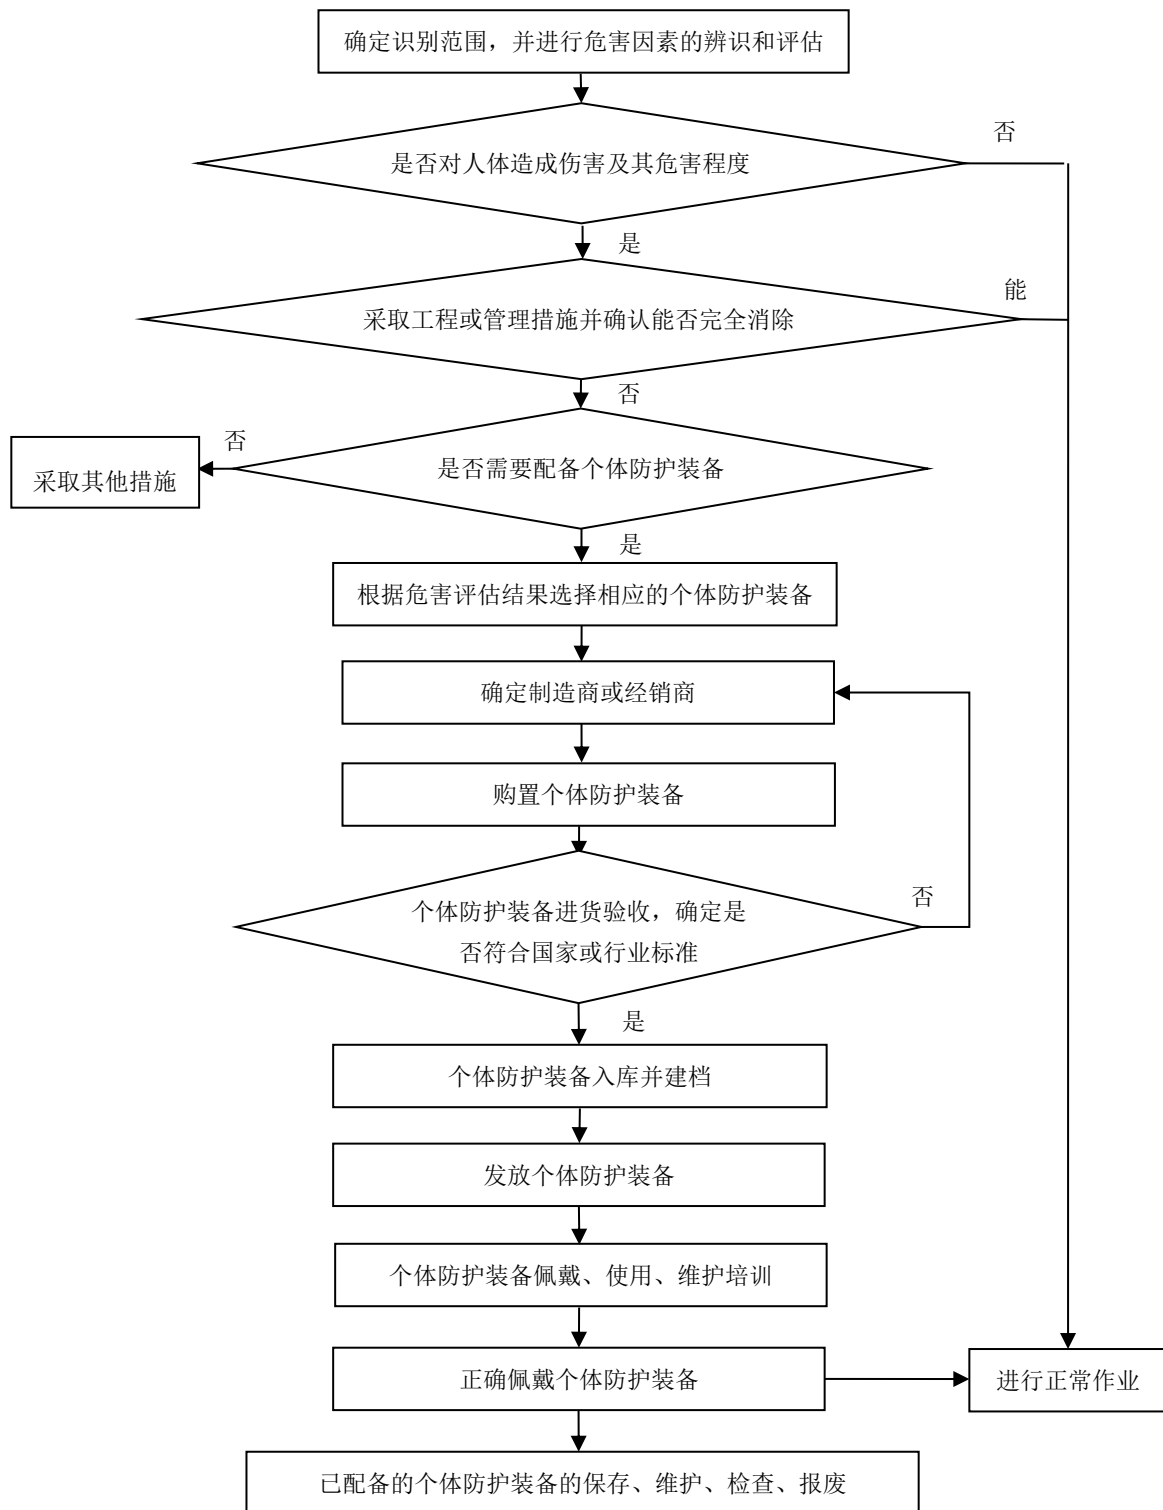 确定识别范围，并进行危害因素的辨识和评估
否
是否对人体造成伤害及其危害程度
是
能
采取工程或管理措施并确认能否完全消除
否
否
是否需要配备个体防护装备
采取其他措施
是
根据危害评估结果选择相应的个体防护装备
确定制造商或经销商
购置个体防护装备
否
个体防护装备进货验收，确定是
否符合国家或行业标准
是
个体防护装备入库并建档
发放个体防护装备
个体防护装备佩戴、使用、维护培训
正确佩戴个体防护装备
进行正常作业
已配备的个体防护装备的保存、维护、检查、报废